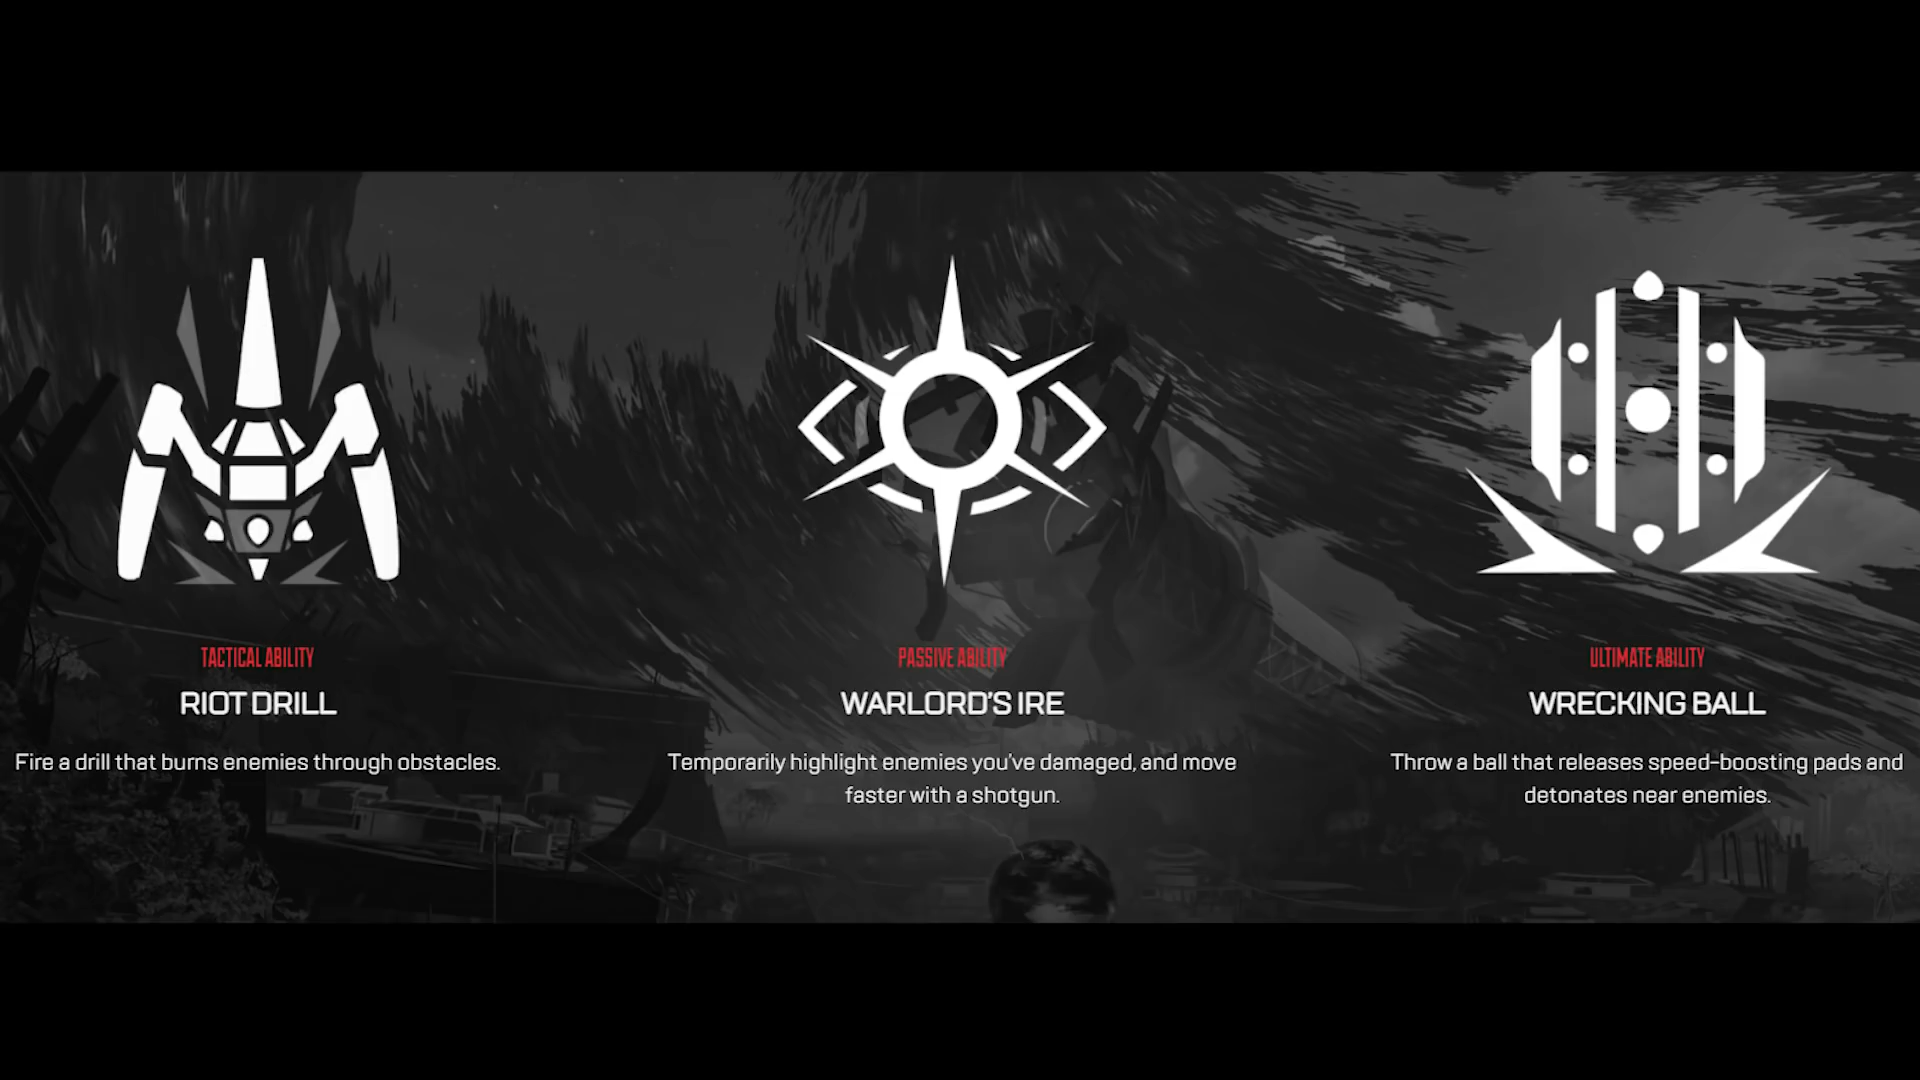 TACTICAL ABILITY
RIOT DRILL
Fire a drill that burns enemies through obstacles.
PASSIVE ABILITY
WARLORD'S IRE
Temporarily highlight enemies you've damaged, and move
faster with a shotgun.
ULTIMATE ABILITY
WRECKING BALL
Throw a ball that releases speed-boosting pads and
detonates near enemies.